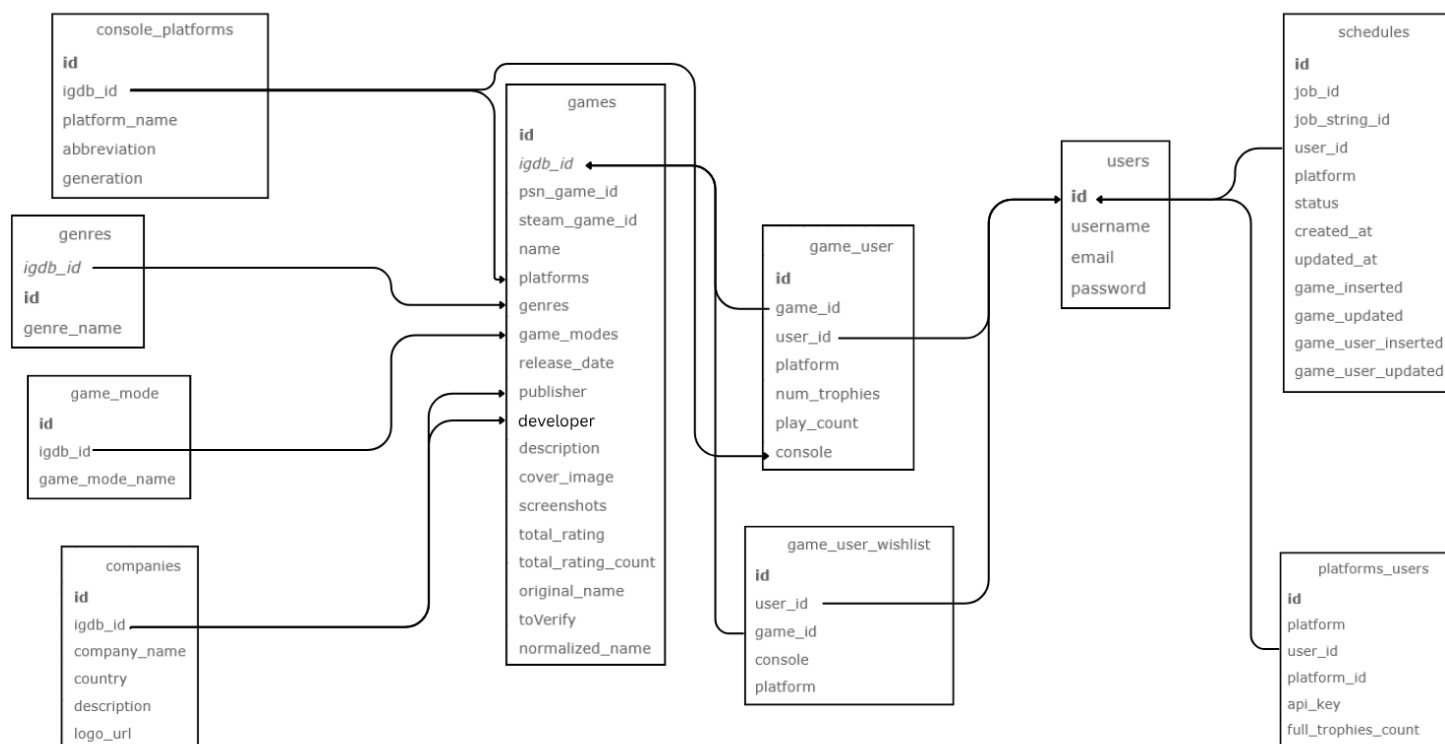 console_platforms
id
igdb_id
platform_name
abbreviation
generation
genres
igdb_id
id
genre_name
game_mode
id
igdb_id
game_mode_name
companies
id
igdb_id
company_name
country
description
logo_url
games
id
igdb_id
psn_game_id
steam_game_id
name
platforms
genres
game_modes
release_date
publisher
developer
description
cover_image
screenshots
total_rating
total_rating_count
original_name
toVerify
normalized_name
game_user
id
game_id
user_id
platform
num_trophies
play_count
console
game_user_wishlist
id
user_id
game_id
console
platform
users
id
username
email
password
schedules
id
job_id
job_string_id
user_id
platform
status
created_at
updated_at
game_inserted
game_updated
game_user_inserted
game_user_updated
platforms_users
id
platform
user_id
platform_id
api_key
full_trophies_count